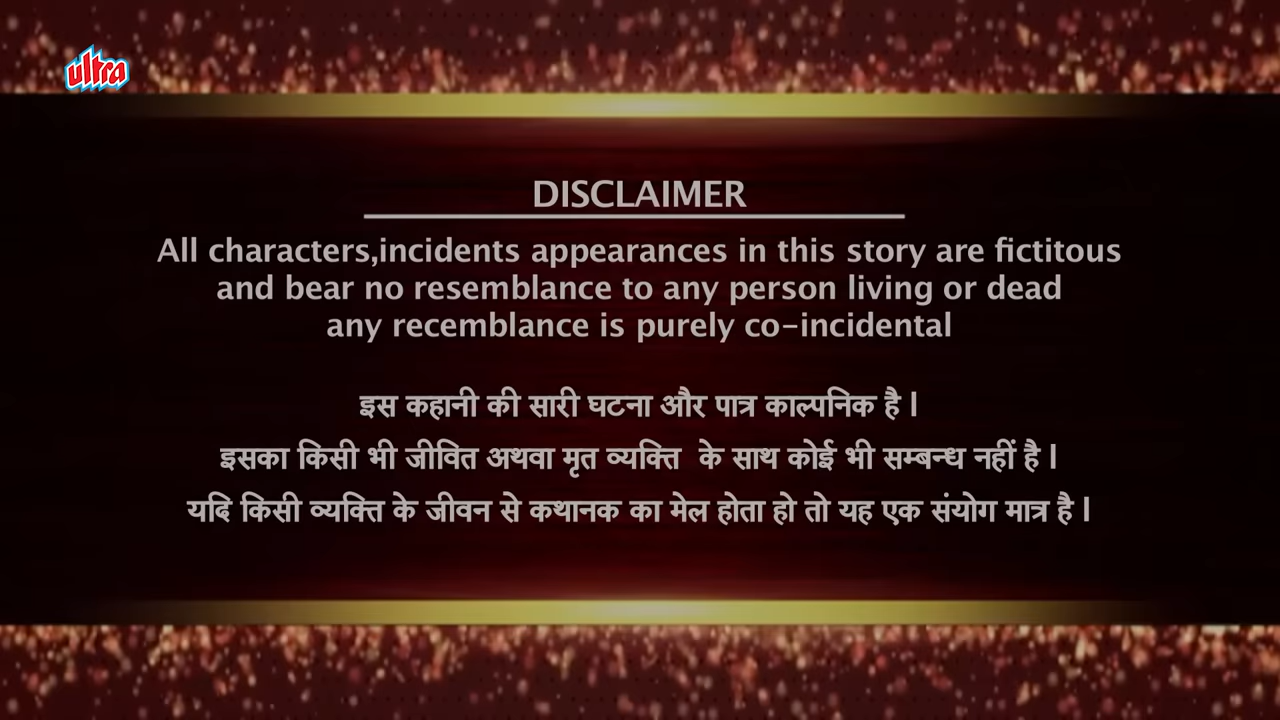 ultra
DISCLAIMER
All characters,incidents appearances in this story are fictitous
and bear no resemblance to any person living or dead
any recemblance is purely co-incidental
इस कहानी की सारी घटना और पात्र काल्पनिक है ।
इसका किसी भी जीवित अथवा मृत व्यक्ति के साथ कोई भी सम्बन्ध नहीं है ।
यदि किसी व्यक्ति के जीवन से कथानक का मेल होता हो तो यह एक संयोग मात्र है ।